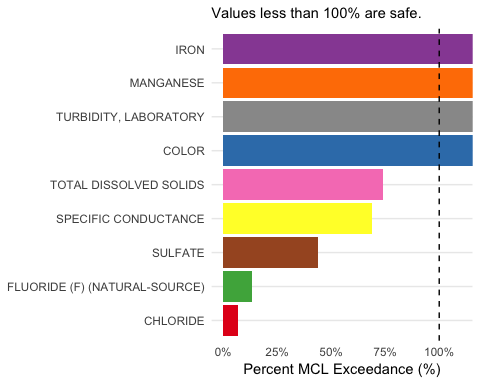 Values less than 100% are safe.
IRON
MANGANESE
TURBIDITY, LABORATORY
COLOR
TOTAL DISSOLVED SOLIDS
SPECIFIC CONDUCTANCE
SULFATE
FLUORIDE (F) (NATURAL-SOURCE)
CHLORIDE
0% 25% 50% 75% 100%
Percent MCL Exceedance (%)